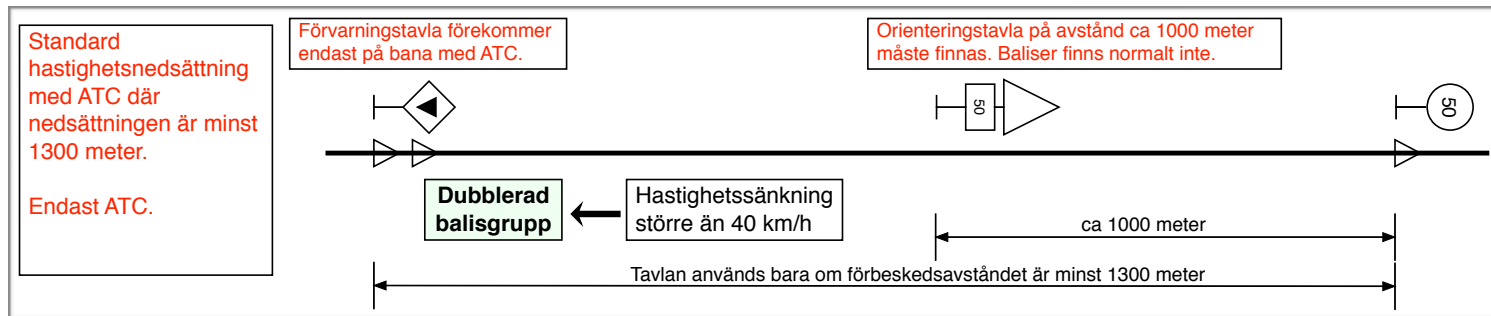 Standard
hastighetsnedsättning
med ATC där
nedsättningen är minst
1300 meter.
Endast ATC.
Förvarningstavla förekommer
endast på bana med ATC.
Orienteringstavla på avstånd ca 1000 meter
måste finnas. Baliser finns normalt inte.
50
50
Dubblerad
balisgrupp
Hastighetssänkning
större än 40 km/h
ca 1000 meter
Tavlan används bara om förbeskedsavståndet är minst 1300 meter